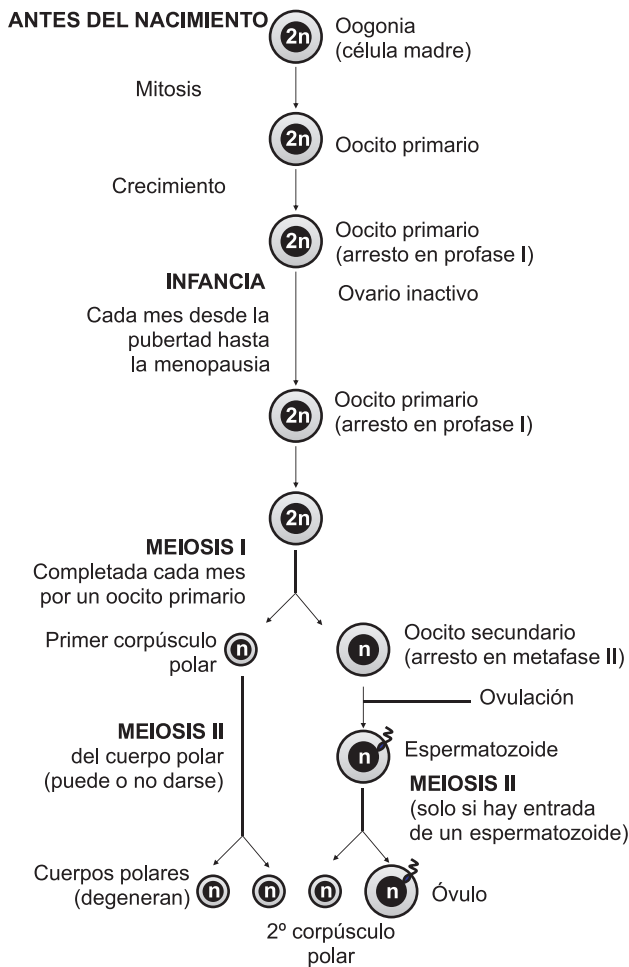 ANTES DEL NACIMIENTO
2n
Oogonia
(célula madre)
Mitosis
2n
Oocito primario
Crecimiento
2n
Oocito primario
(arresto en profase I)
INFANCIA
Ovario inactivo
Cada mes desde la
pubertad hasta
la menopausia
2n
Oocito primario
(arresto en profase I)
2n
MEIOSIS I
Completada cada mes
por un oocito primario
Primer corpúsculo
polar
n
n
Oocito secundario
(arresto en metafase II)
Ovulación
MEIOSIS II
del cuerpo polar
(puede o no darse)
n
Espermatozoide
MEIOSIS II
(solo si hay entrada
de un espermatozoide)
Cuerpos polares
(degeneran)
n
n
n
n
Óvulo
2º corpúsculo
polar